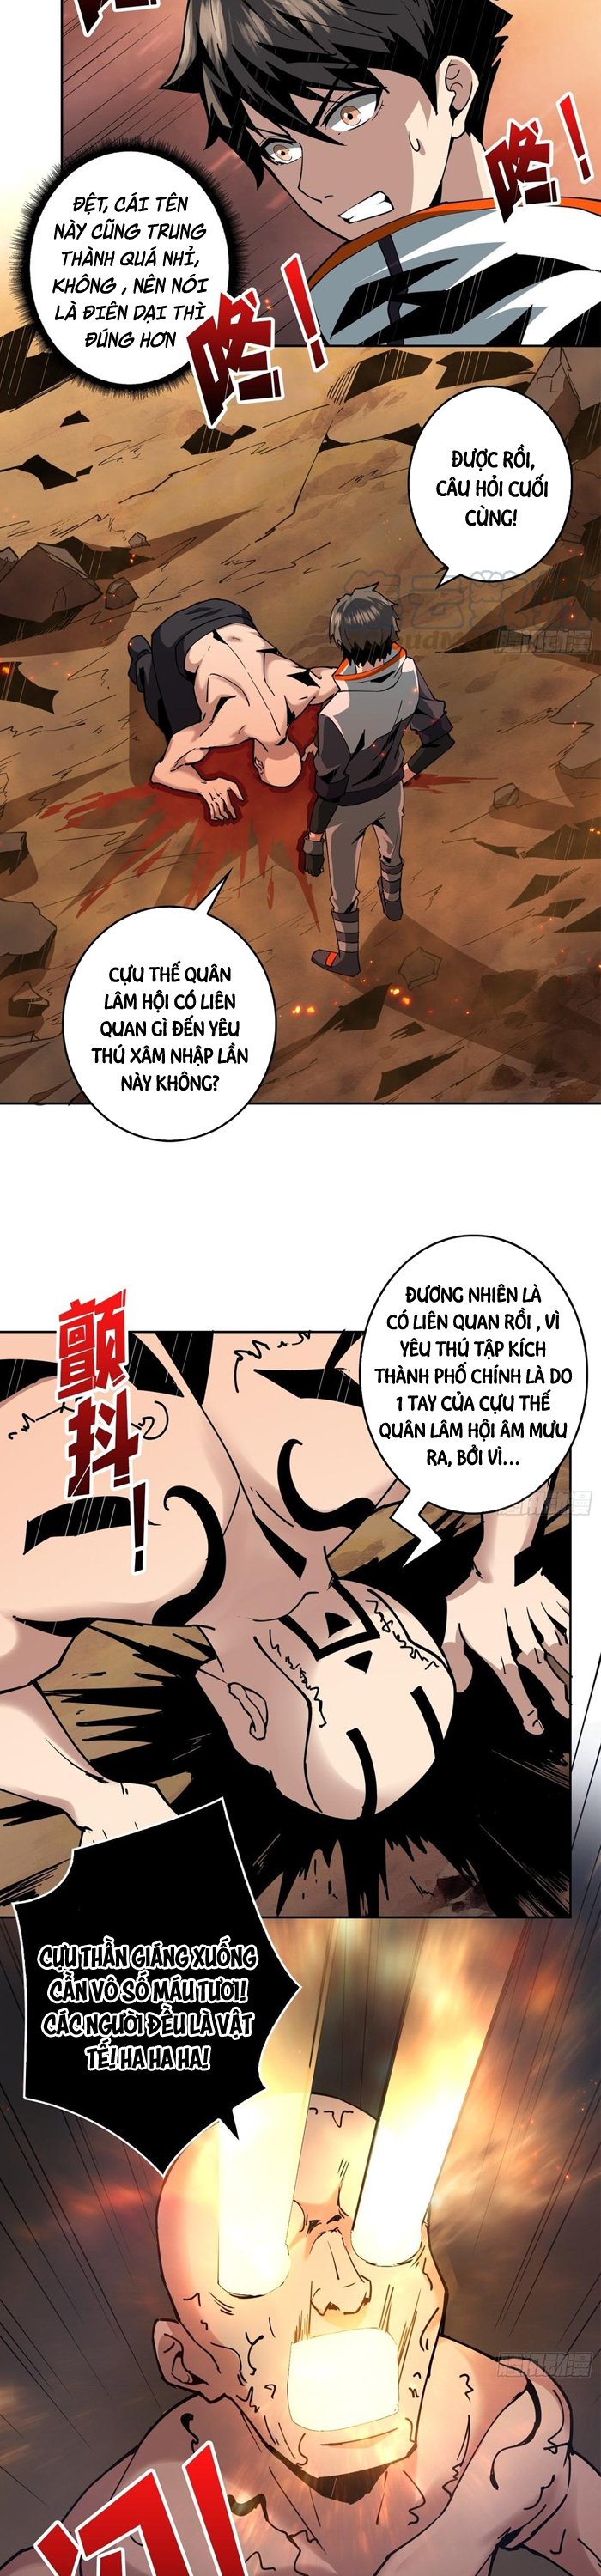 咚！
ĐỆT, CÁI TÊN
NÀY CŨNG TRUNG
THÀNH QUÁ NHỈ,
KHÔNG , NÊN NÓI
LÀ ĐIÊN DẠI THÌ
ĐÚNG HƠN
咚！
ĐƯỢC RỒI,
CÂU HỎI CUỐI
CÙNG!
CỰU THẾ QUÂN
LÂM HỘI CÓ LIÊN
QUAN GÌ ĐẾN YÊU
THÚ XÂM NHẬP LẦN
NÀY KHÔNG?
ĐƯƠNG NHIÊN LÀ
CÓ LIÊN QUAN RỒI , VÌ
YÊU THÚ TẬP KÍCH
THÀNH PHỐ CHÍNH LÀ DO
1 TAY CỦA CỰU THẾ
QUÂN LÂM HỘI ÂM MƯU
RA, BỞI VÌ...
颤
抖
！
CỰU THẦN GIÁNG XUỐNG
CẦN VÔ SỐ MÁU TƯƠI!
CÁC NGƯỜI ĐỀU LÀ VẬT
TẾ! HA HA HA!